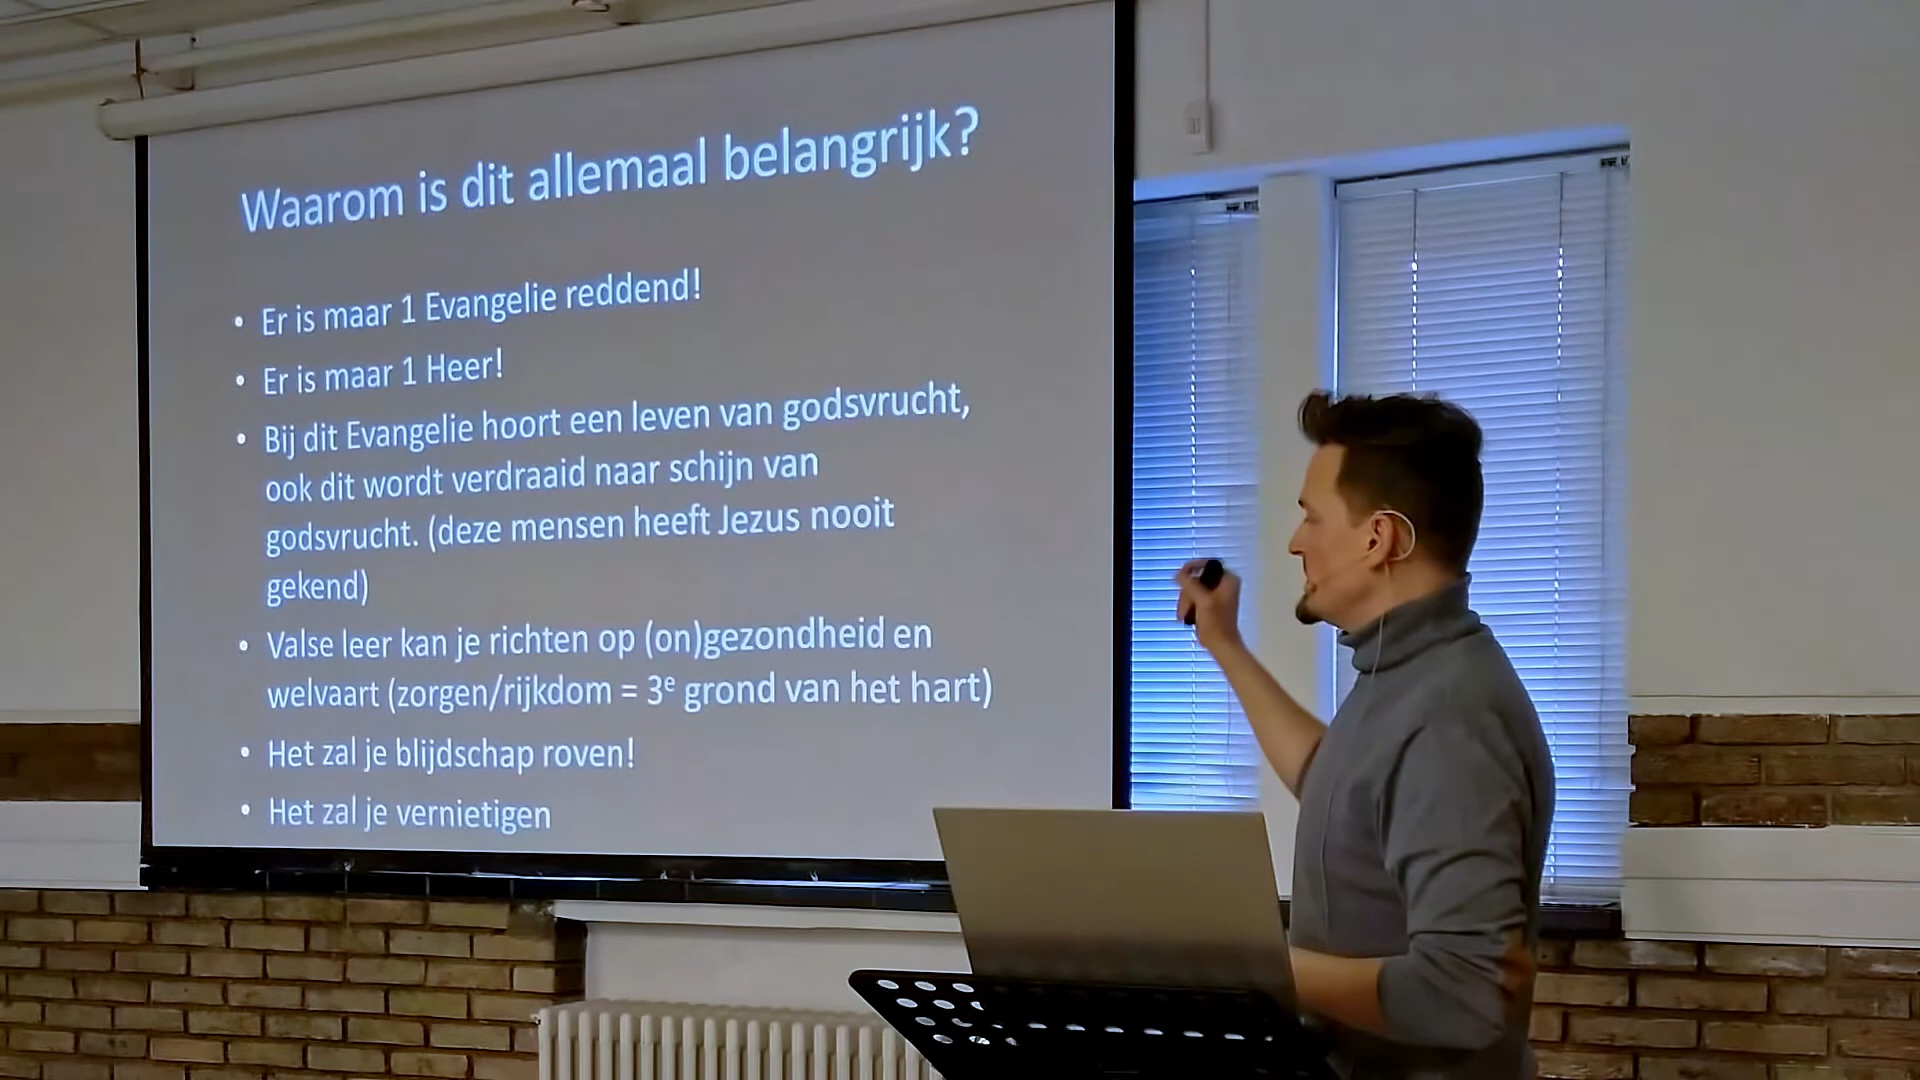 Waarom is dit allemaal belangrijk?
• Er is maar 1 Evangelie reddend!
• Er is maar 1 Heer!
• Bij dit Evangelie hoort een leven van godsvrucht,
ook dit wordt verdraaid naar schijn van
godsvrucht. (deze mensen heeft Jezus nooit
gekend)
• Valse leer kan je richten op (on)gezondheid en
welvaart (zorgen/rijkdom = 3e grond van het hart)
• Het zal je blijdschap roven!
• Het zal je vernietigen